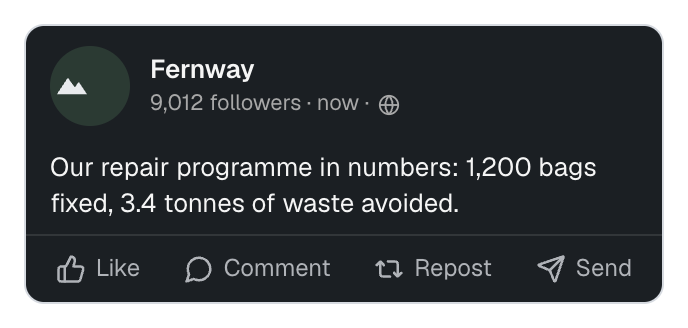 Fernway
9,012 followers · now ·
Our repair programme in numbers: 1,200 bags
fixed, 3.4 tonnes of waste avoided.
Like Comment Repost Send